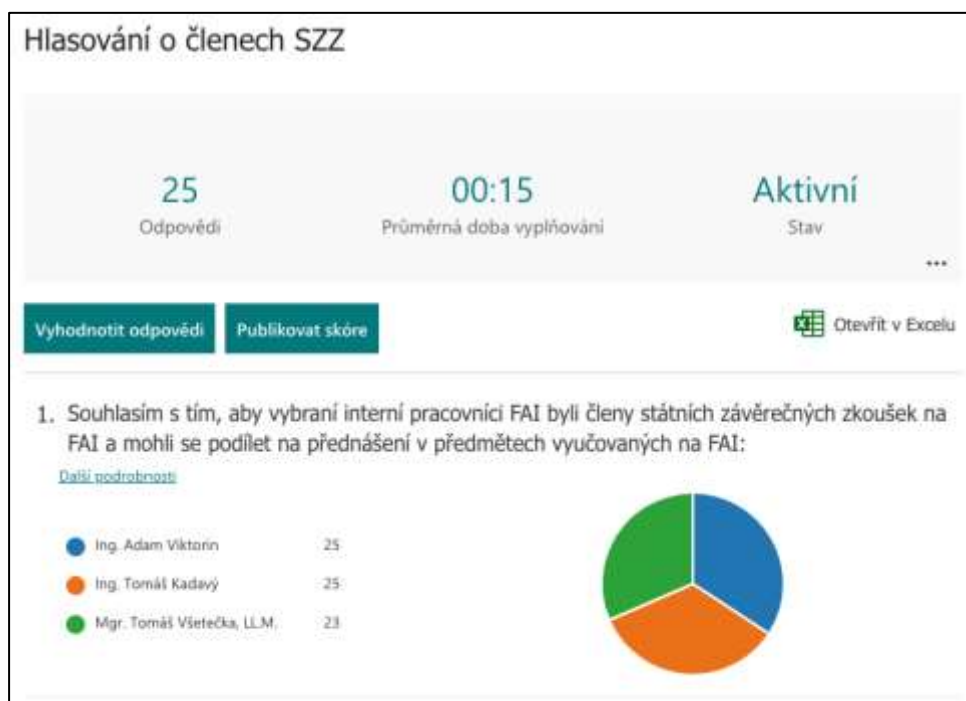 Hlasování o členech SZZ
25
Odpovědi
00:15
Průměrná doba vyplňování
Aktivní
Stav
...
Vyhodnotit odpovědi
Publikovat skóre
Otevřít v Excelu
1. Souhlasím s tím, aby vybraní interní pracovníci FAI byli členy státních závěrečných zkoušek na
FAI a mohli se podílet na přednášení v předmětech vyučovaných na FAI:
Další podrobnosti
Ing. Adam Viktorin 25
Ing. Tomáš Kadavý 25
Mgr. Tomáš Všetečka, LL.M. 23